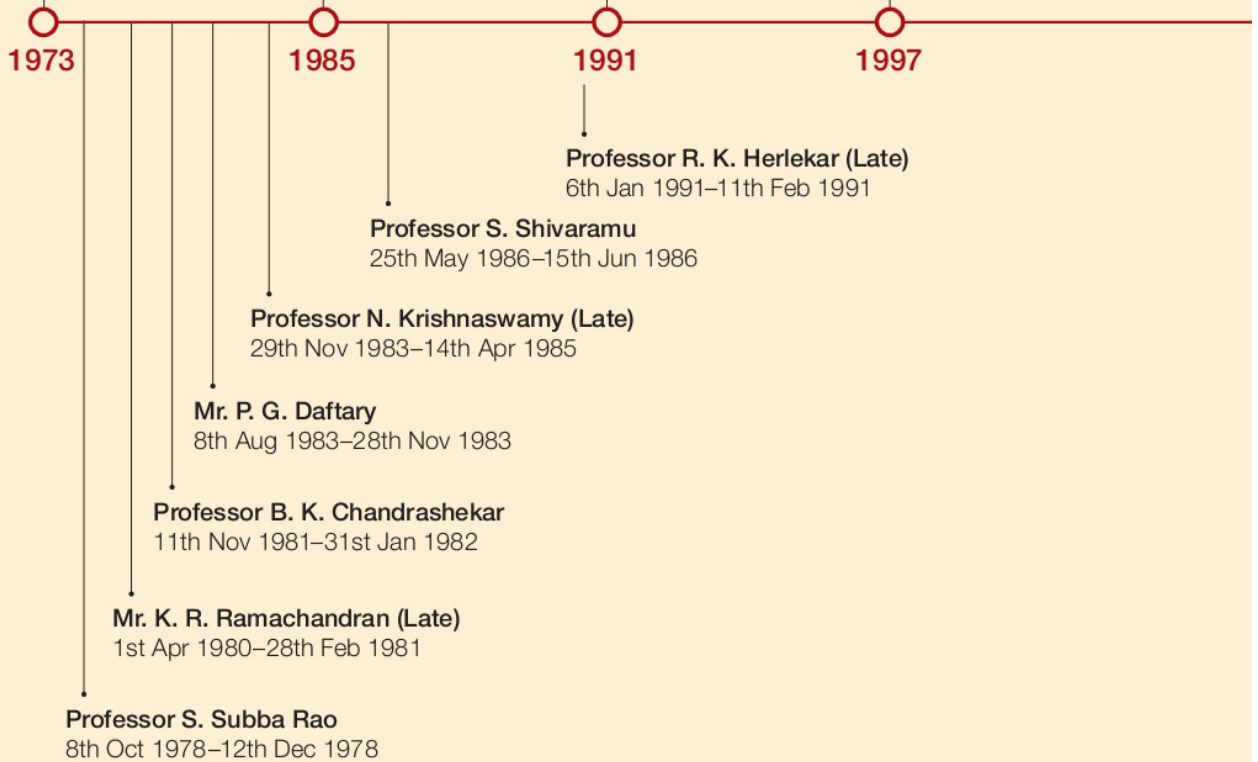 1973
1985
1991
1997
Professor R. K. Herlekar (Late)
6th Jan 1991–11th Feb 1991
Professor S. Shivaramu
25th May 1986–15th Jun 1986
Professor N. Krishnaswamy (Late)
29th Nov 1983–14th Apr 1985
Mr. P. G. Daftary
8th Aug 1983–28th Nov 1983
Professor B. K. Chandrashekar
11th Nov 1981–31st Jan 1982
Mr. K. R. Ramachandran (Late)
1st Apr 1980–28th Feb 1981
Professor S. Subba Rao
8th Oct 1978–12th Dec 1978